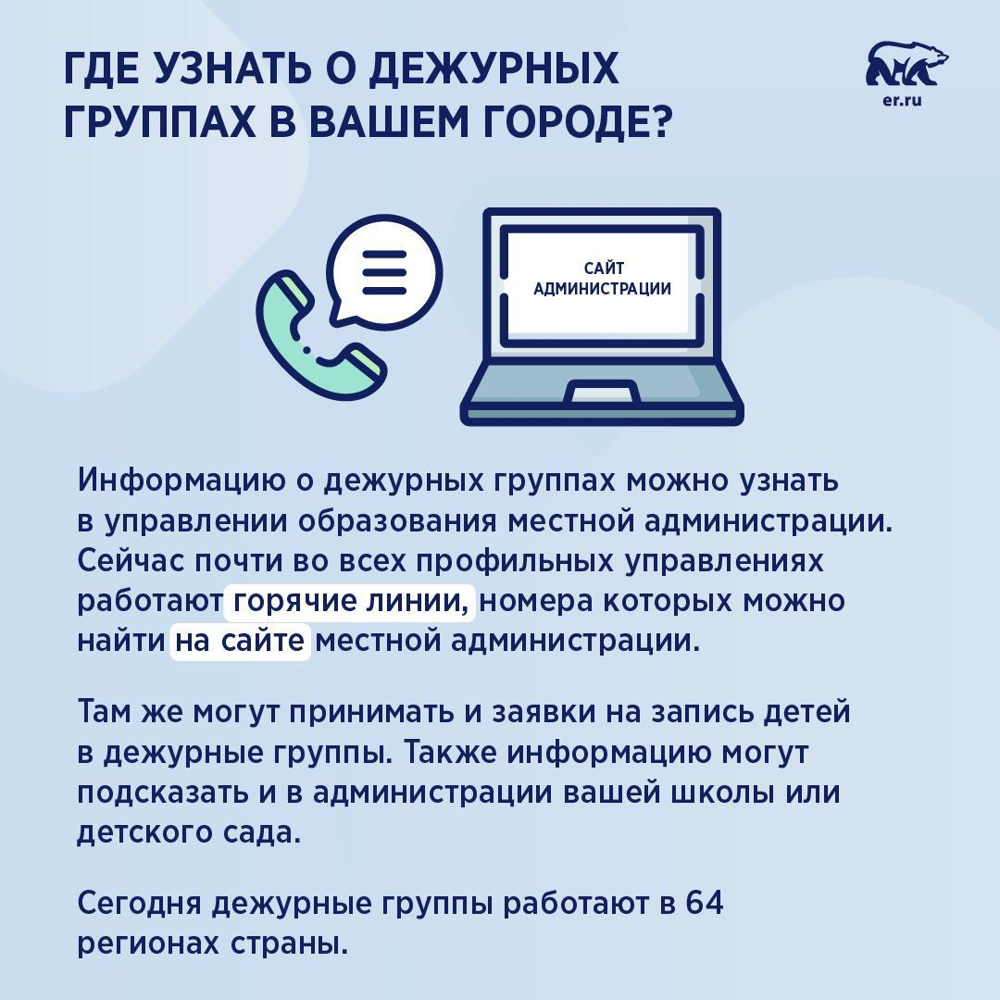 ГДЕ УЗНАТЬ О ДЕЖУРНЫХ
ГРУППАХ В ВАШЕМ ГОРОДЕ?
er.ru
САЙТ
АДМИНИСТРАЦИИ
Информацию о дежурных группах можно узнать
в управлении образования местной администрации.
Сейчас почти во всех профильных управлениях
работают горячие линии, номера которых можно
найти на сайте местной администрации.
Там же могут принимать и заявки на запись детей
в дежурные группы. Также информацию могут
подсказать и в администрации вашей школы или
детского сада.
Сегодня дежурные группы работают в 64
регионах страны.